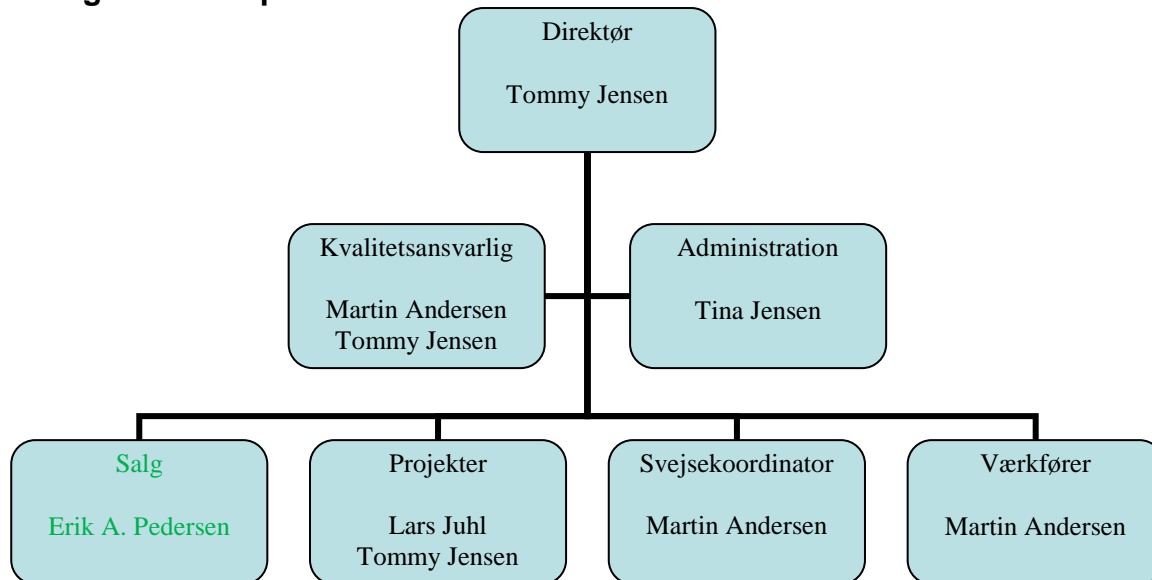 Direktør
Tommy Jensen
Kvalitetsansvarlig
Martin Andersen
Tommy Jensen
Administration
Tina Jensen
Salg
Erik A. Pedersen
Projekter
Lars Juhl
Tommy Jensen
Svejsekoordinator
Martin Andersen
Værkfører
Martin Andersen